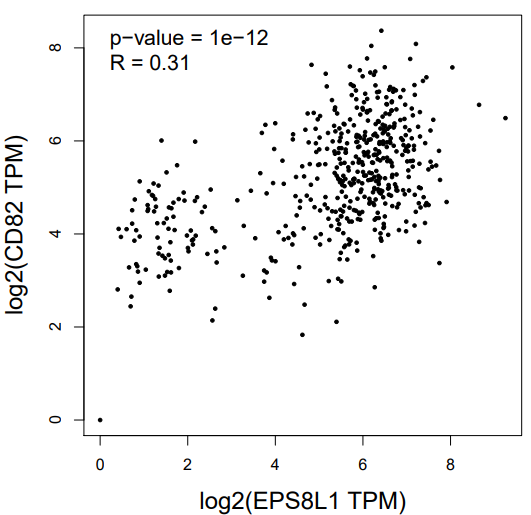 p−value = 1e−12
R = 0.31
8
6
4
2
0
log2(CD82 TPM)
0 2 4 6 8
log2(EPS8L1 TPM)